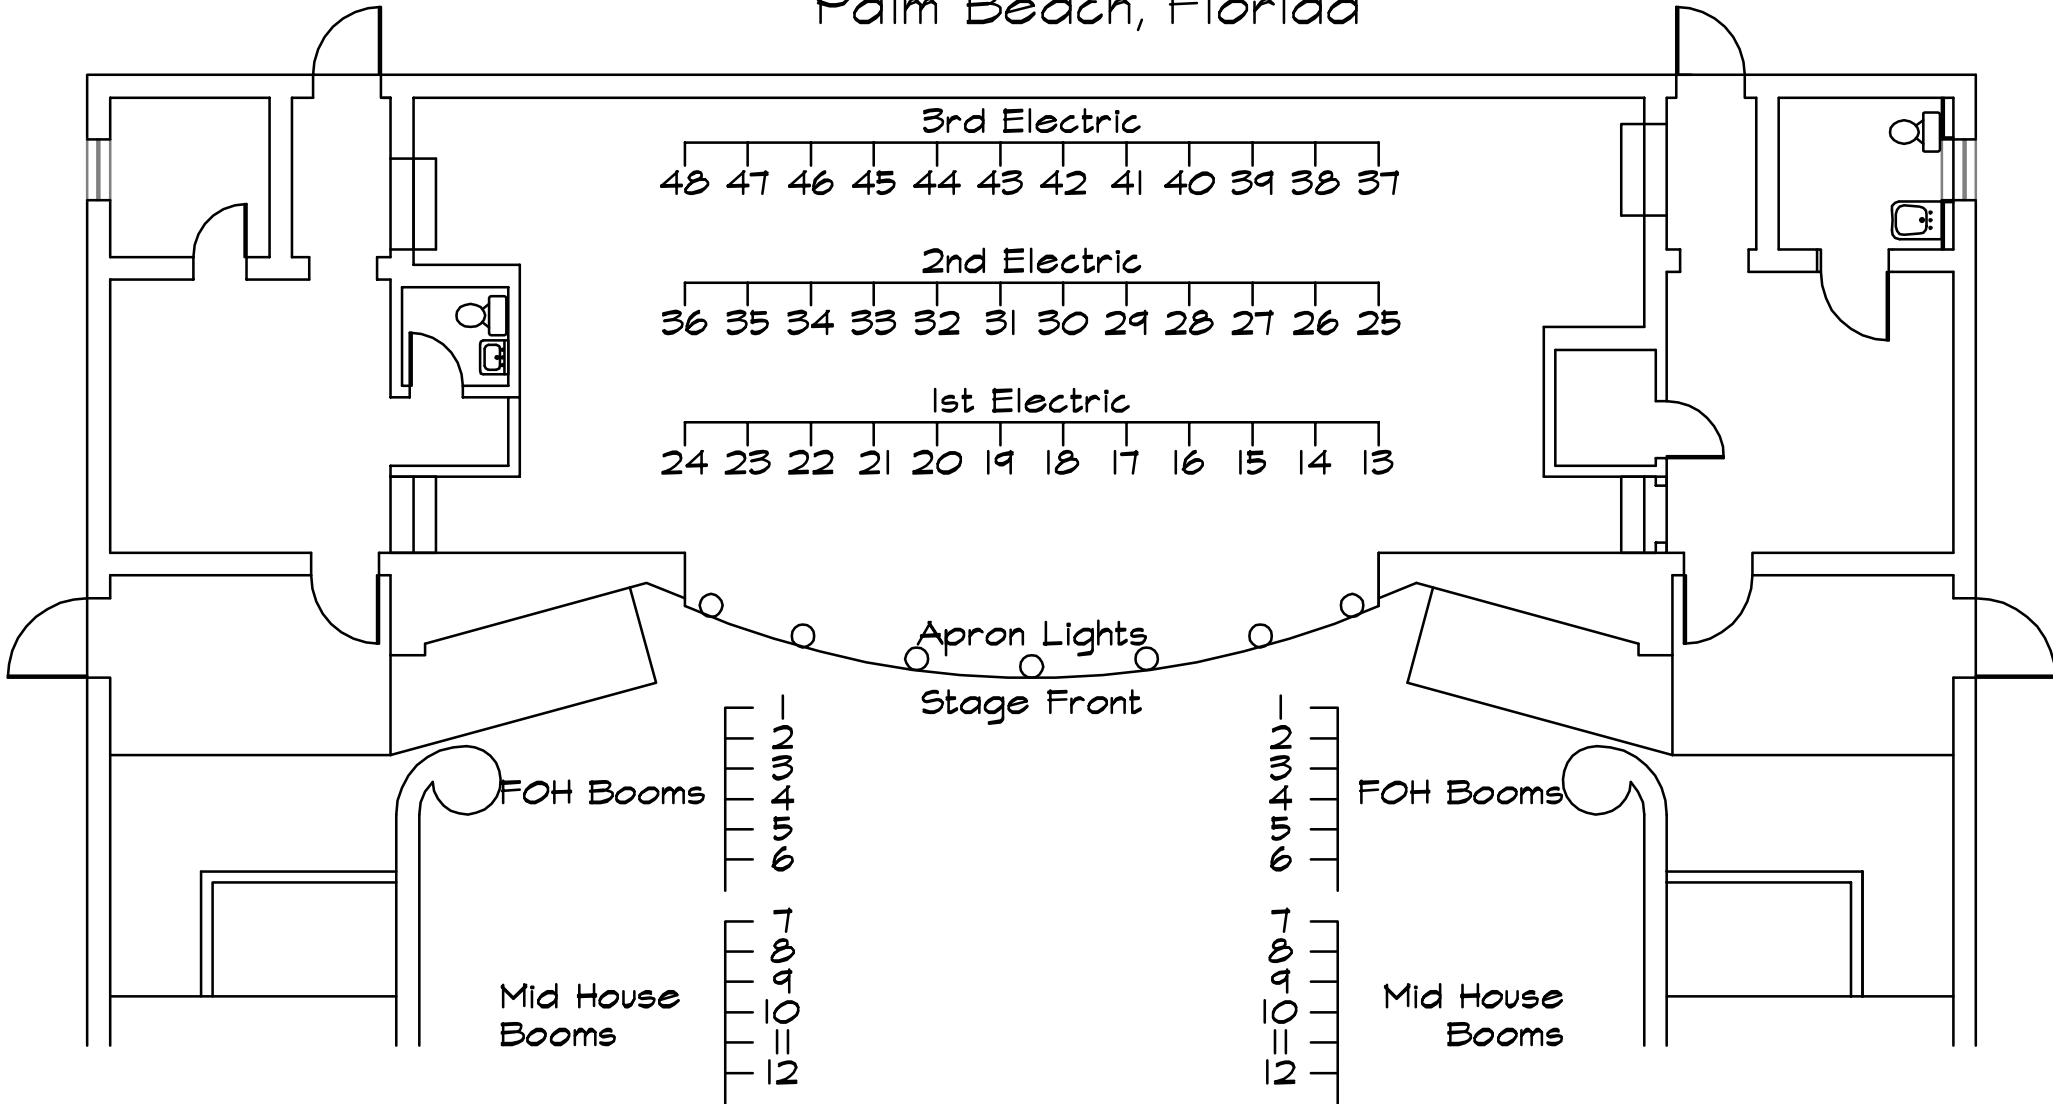 Palm Beach, Florida
3rd Electric
48 47 46 45 44 43 42 41 40 39 38 37
2nd Electric
36 35 34 33 32 31 30 29 28 27 26 25
1st Electric
24 23 22 21 20 19 18 17 16 15 14 13
Apron Lights
Stage Front
FOH Booms
1
2
3
4
5
6
1
2
3
4
5
6
FOH Booms
Mid House
Booms
7
8
9
10
11
12
7
8
9
10
11
12
Mid House
Booms